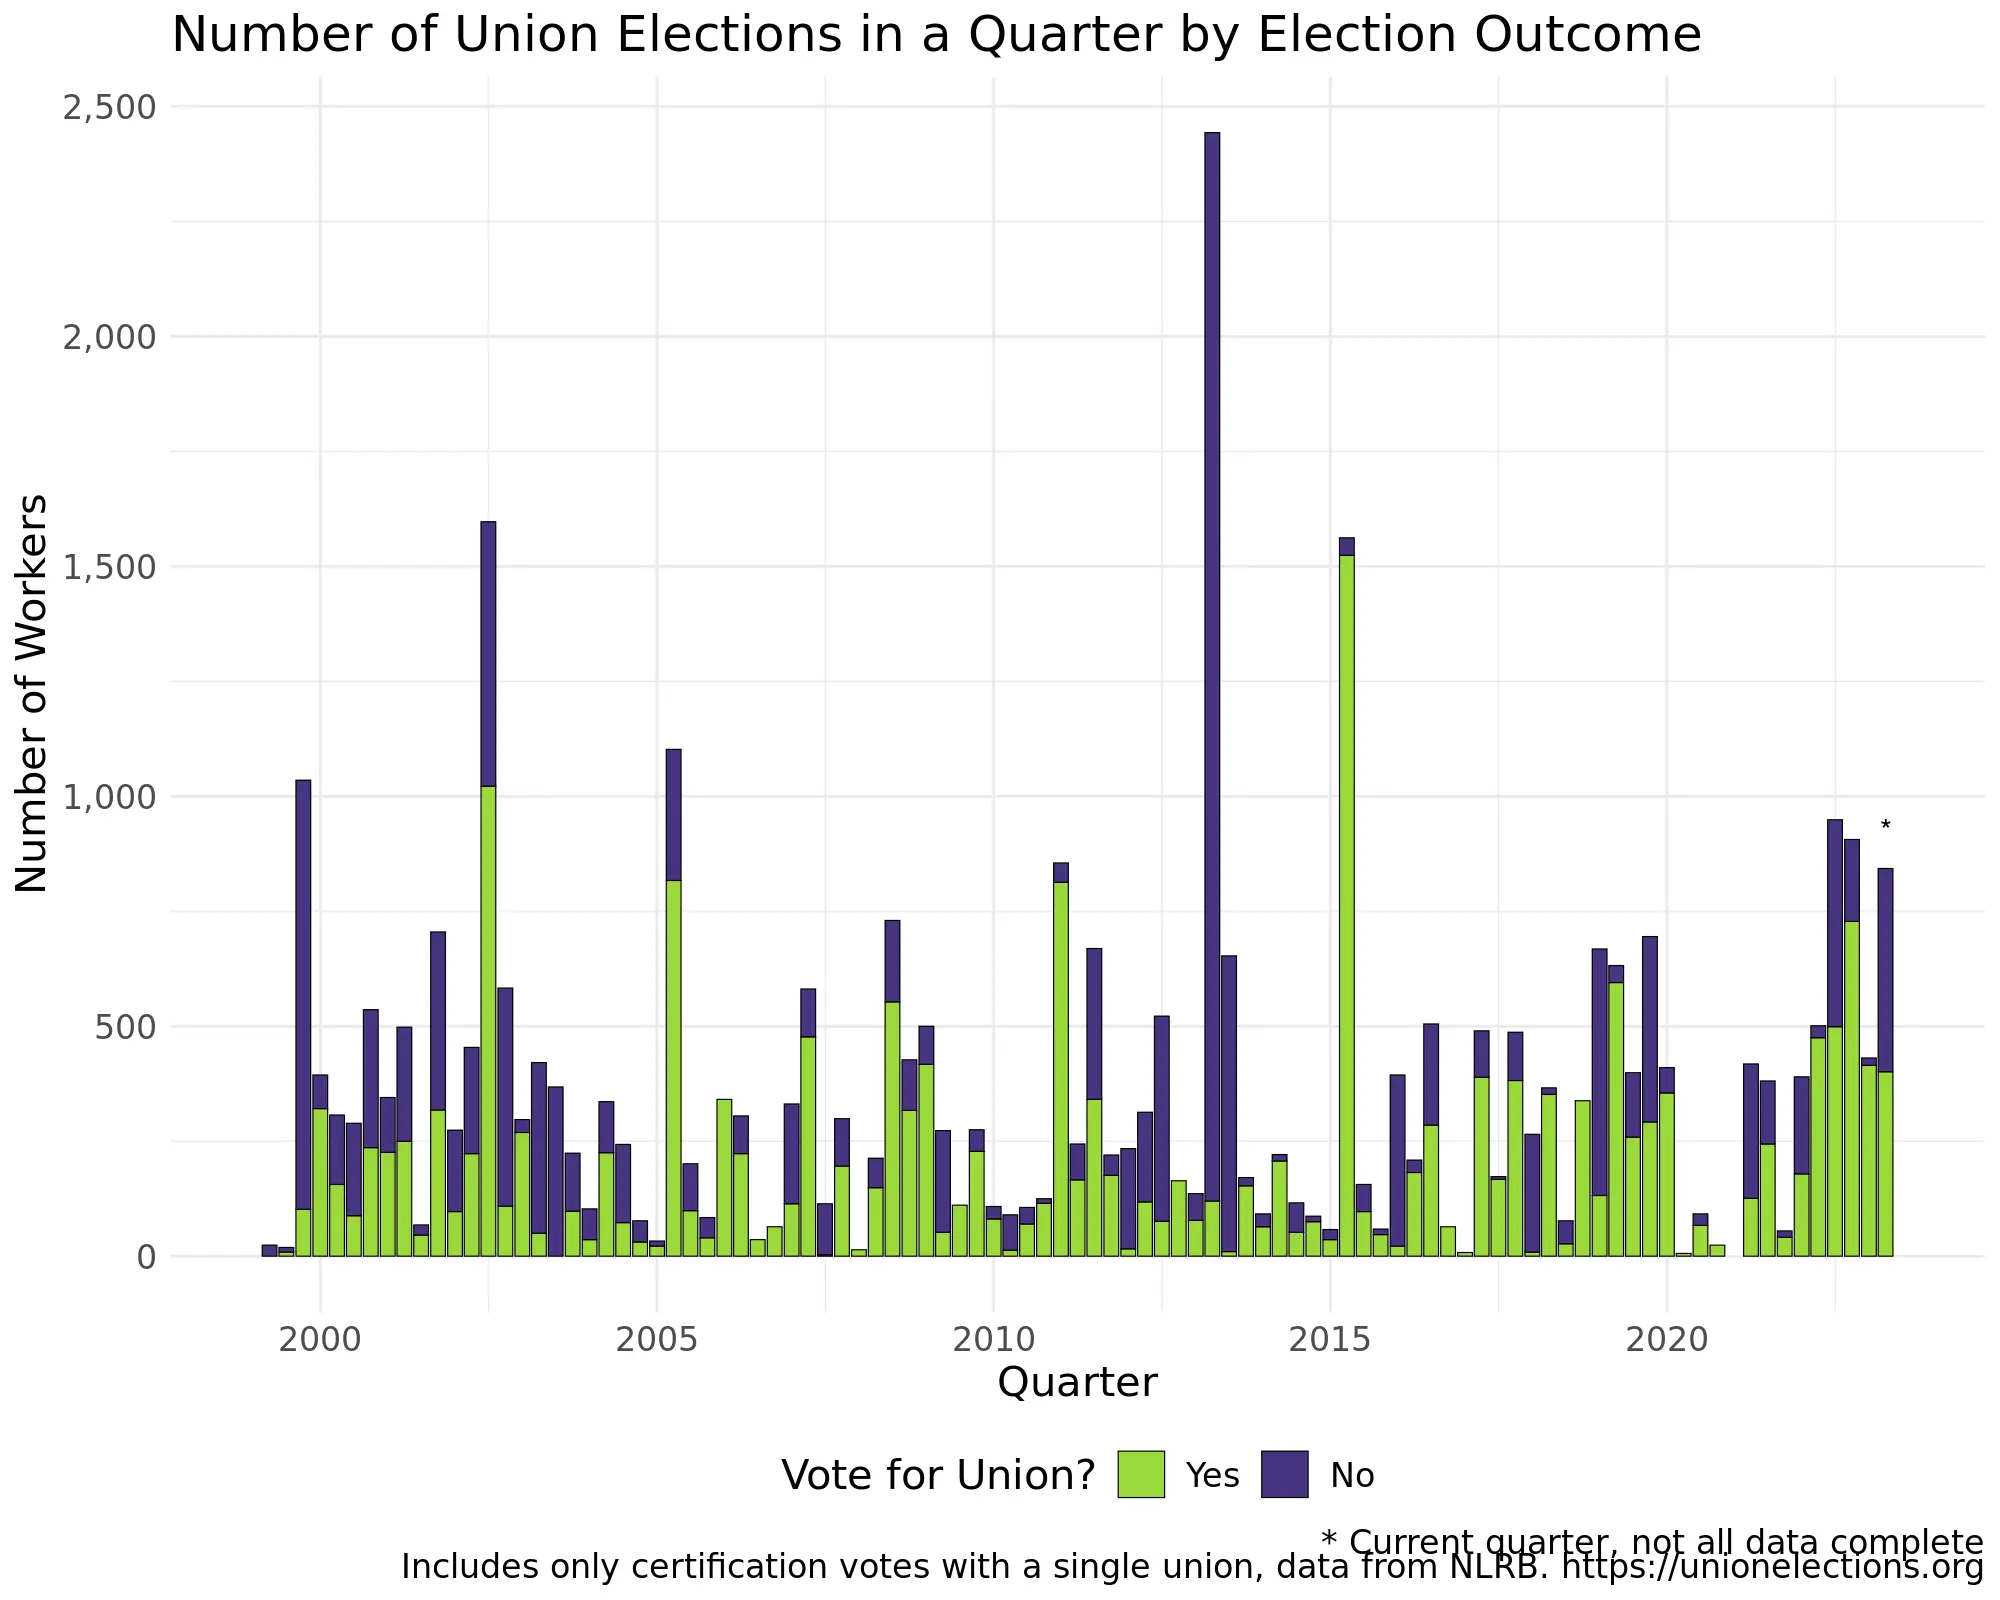 Number of Union Elections in a Quarter by Election Outcome
2,500
2,000
1,500
1,000
500
0
Number of Workers
*
2000 2005 2010 2015 2020
Quarter
Vote for Union? Yes No
* Current quarter, not all data complete
Includes only certification votes with a single union, data from NLRB. https://unionelections.org